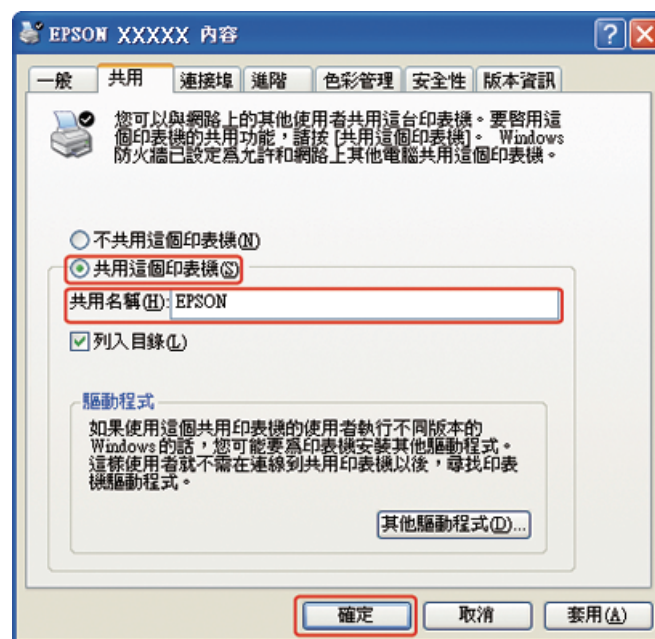 EPSON XXXXX 內容
一般 共用 連接埠 進階 色彩管理 安全性 版本資訊
您可以與網路上的其他使用者共用這台印表機。要啓用這
個印表機的共用功能，請按 [共用這個印表機]。 Windows
防火牆已設定爲允許和網路上其他電腦共用這個印表機。
不共用這個印表機(N)
共用這個印表機(S)
共用名稱(H): EPSON
列入目錄(L)
驅動程式
如果使用這個共用印表機的使用者執行不同版本的
Windows 的話，您可能要爲印表機安裝其他驅動程式。
這樣使用者就不需在連線到共用印表機以後，尋找印表
機驅動程式。
其他驅動程式(D)...
確定 取消 套用(A)